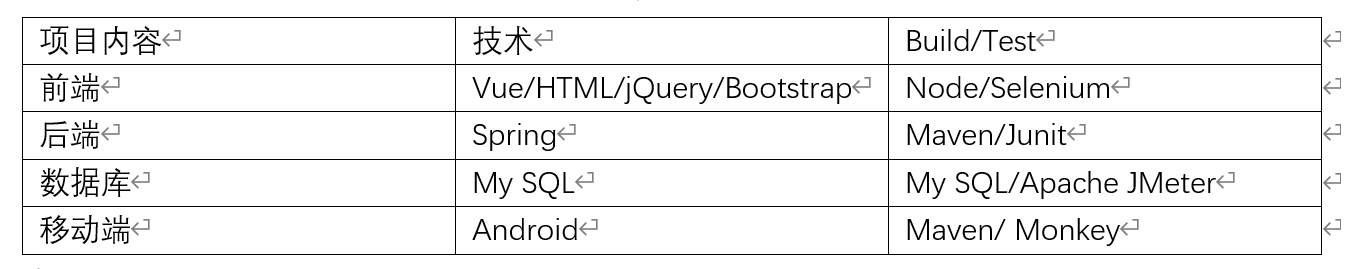 项目内容 技术 Build/Test
前端 Vue/HTML/jQuery/Bootstrap Node/Selenium
后端 Spring Maven/Junit
数据库 My SQL My SQL/Apache JMeter
移动端 Android Maven/ Monkey